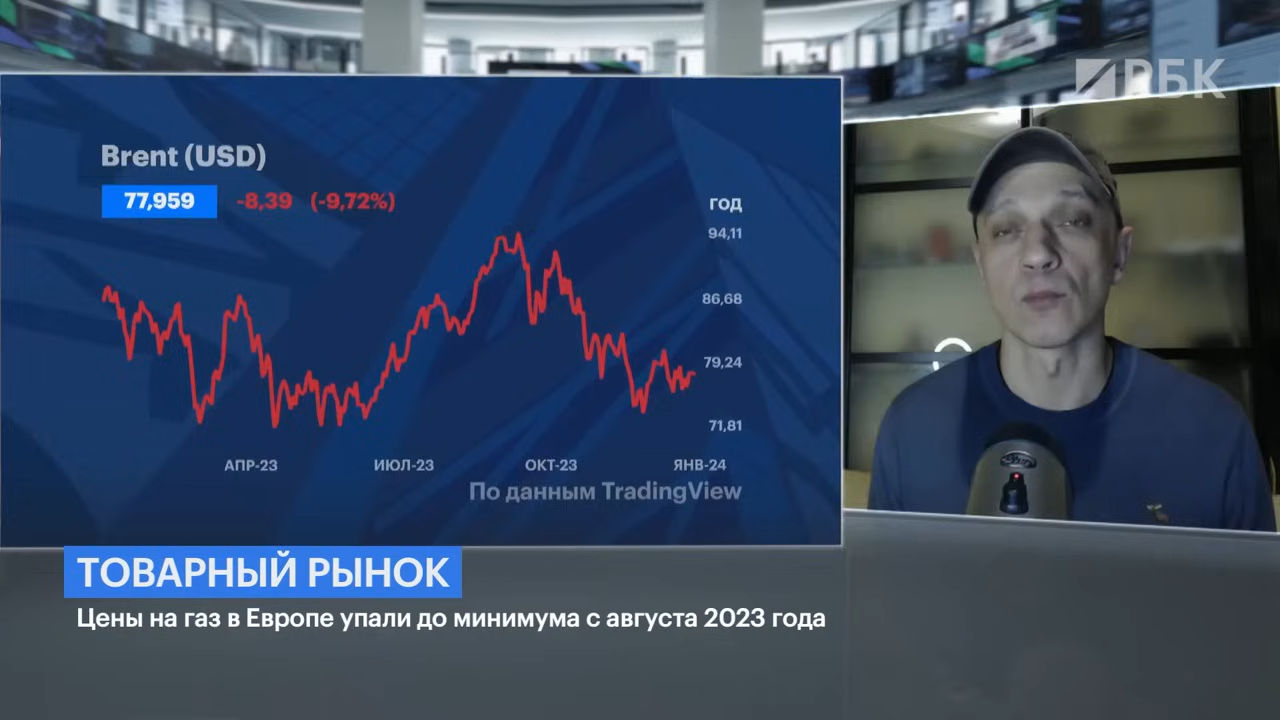 РБК
Brent (USD)
77,959 -8,39 (-9,72%)
год
94,11
86,68
79,24
71,81
АПР-23 ИЮЛ-23 ОКТ-23 ЯНВ-24
По данным TradingView
ТОВАРНЫЙ РЫНОК
Цены на газ в Европе упали до минимума с августа 2023 года